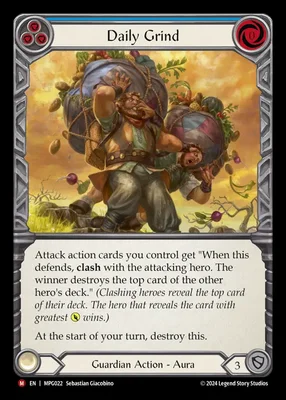 Daily Grind
Attack action cards you control get "When this
defends, clash with the attacking hero. The
winner destroys the top card of the other
hero's deck." (Clashing heroes reveal the top card
of their deck. The hero that reveals the card with
greatest wins.)
At the start of your turn, destroy this.
Guardian Action - Aura
3
M EN | MPG022 Sebastian Giacobino
© 2024 Legend Story Studios